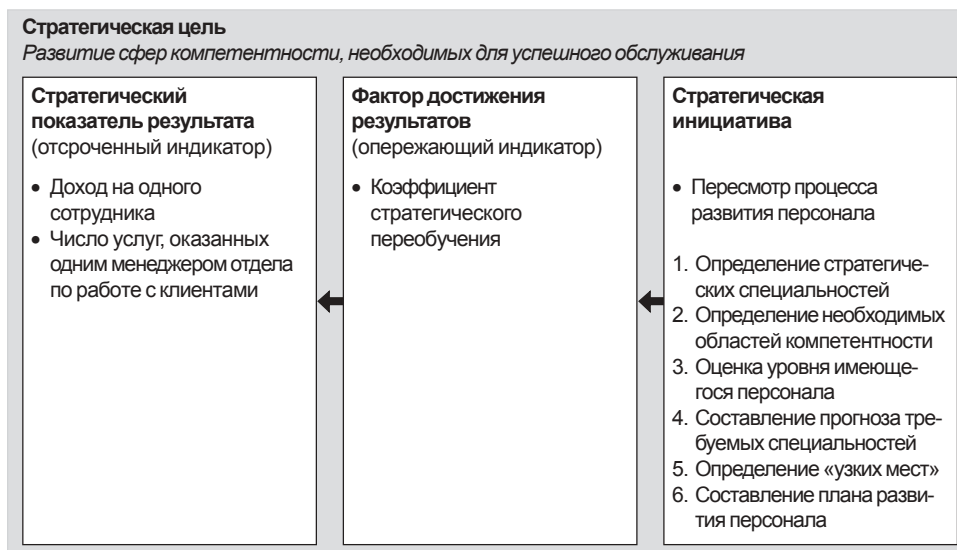 Стратегическая цель
Развитие сфер компетентности, необходимых для успешного обслуживания
Стратегический
показатель результата
(отсроченный индикатор)
• Доход на одного
сотрудника
• Число услуг, оказанных
одним менеджером отдела
по работе с клиентами
Фактор достижения
результатов
(опережающий индикатор)
• Коэффициент
стратегического
переобучения
Стратегическая
инициатива
• Пересмотр процесса
развития персонала
1. Определение стратегиче-
ских специальностей
2. Определение необходимых
областей компетентности
3. Оценка уровня имеюще-
гося персонала
4. Составление прогноза тре-
буемых специальностей
5. Определение «узких мест»
6. Составление плана разви-
тия персонала